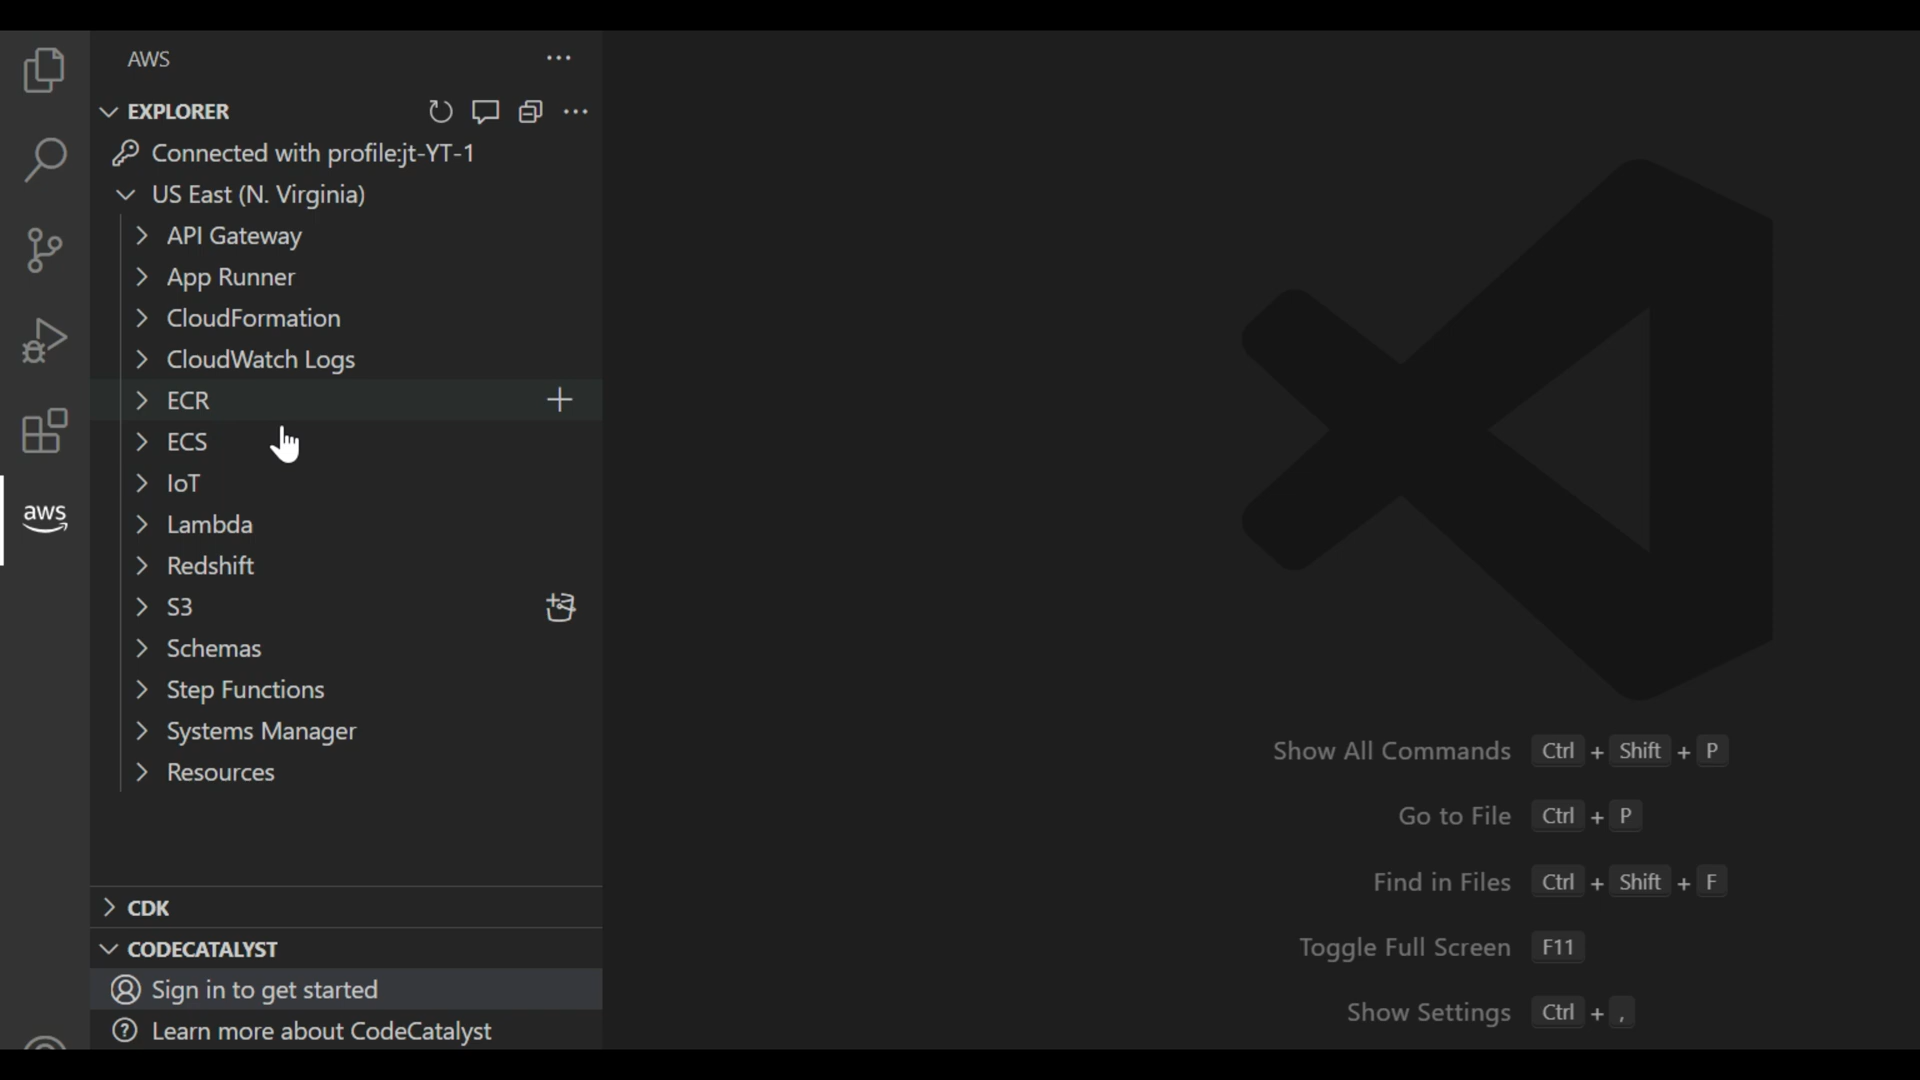 AWS
EXPLORER
Connected with profile:jt-YT-1
US East (N. Virginia)
API Gateway
App Runner
CloudFormation
CloudWatch Logs
ECR
ECS
IoT
aws
Lambda
Redshift
S3
Schemas
Step Functions
Systems Manager
Resources
CDK
CODECATALYST
Sign in to get started
Learn more about CodeCatalyst
Show All Commands Ctrl + Shift + P
Go to File Ctrl + P
Find in Files Ctrl + Shift + F
Toggle Full Screen F11
Show Settings Ctrl + ,